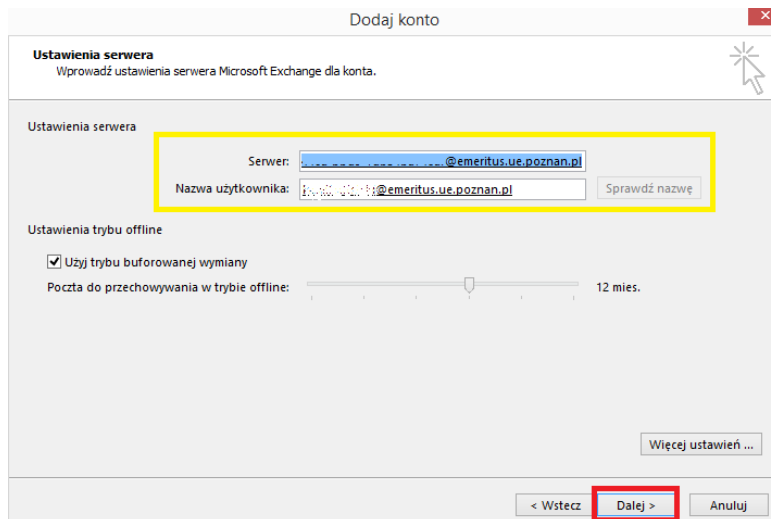 Dodaj konto
Ustawienia serwera
Wprowadź ustawienia serwera Microsoft Exchange dla konta.
Ustawienia serwera
Serwer: @emeritus.ue.poznan.pl
Nazwa użytkownika: @emeritus.ue.poznan.pl Sprawdź nazwę
Ustawienia trybu offline
Użyj trybu buforowanej wymiany
Poczta do przechowywania w trybie offline: 12 mies.
Więcej ustawień ...
< Wstecz Dalej > Anuluj